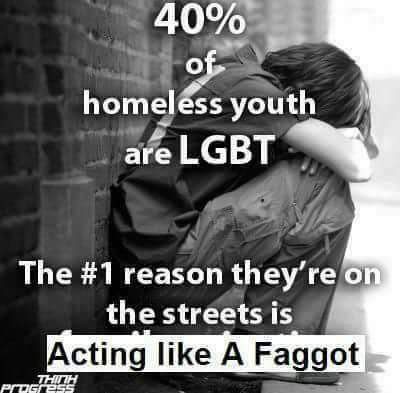 40%
of
homeless youth
are LGBT
The #1 reason they're on
the streets is
Acting like A Faggot
THINK
PROGRESS